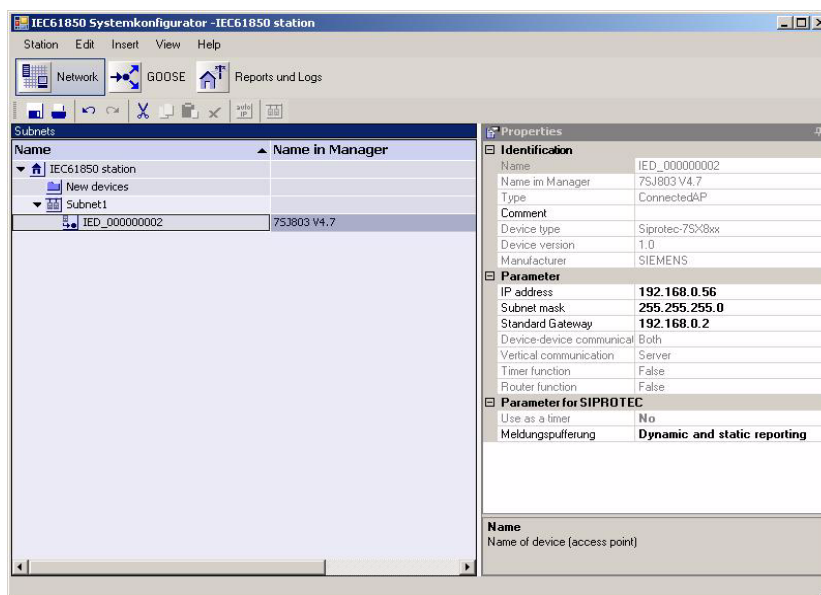 IEC61850 Systemkonfigurator -IEC61850 station
Station Edit Insert View Help
Network GOOSE Reports und Logs
auto IP
Subnets
Name Name in Manager
IEC61850 station
New devices
Subnet1
IED_000000002 7SJ803 V4.7
Properties
Identification
Name IED_000000002
Name im Manager 7SJ803 V4.7
Type ConnectedAP
Comment
Device type Siprotec-7SX8xx
Device version 1.0
Manufacturer SIEMENS
Parameter
IP address 192.168.0.56
Subnet mask 255.255.255.0
Standard Gateway 192.168.0.2
Device-device communical Both
Vertical communication Server
Timer function False
Router function False
Parameter for SIPROTEC
Use as a timer No
Meldungspufferung Dynamic and static reporting
Name
Name of device (access point)